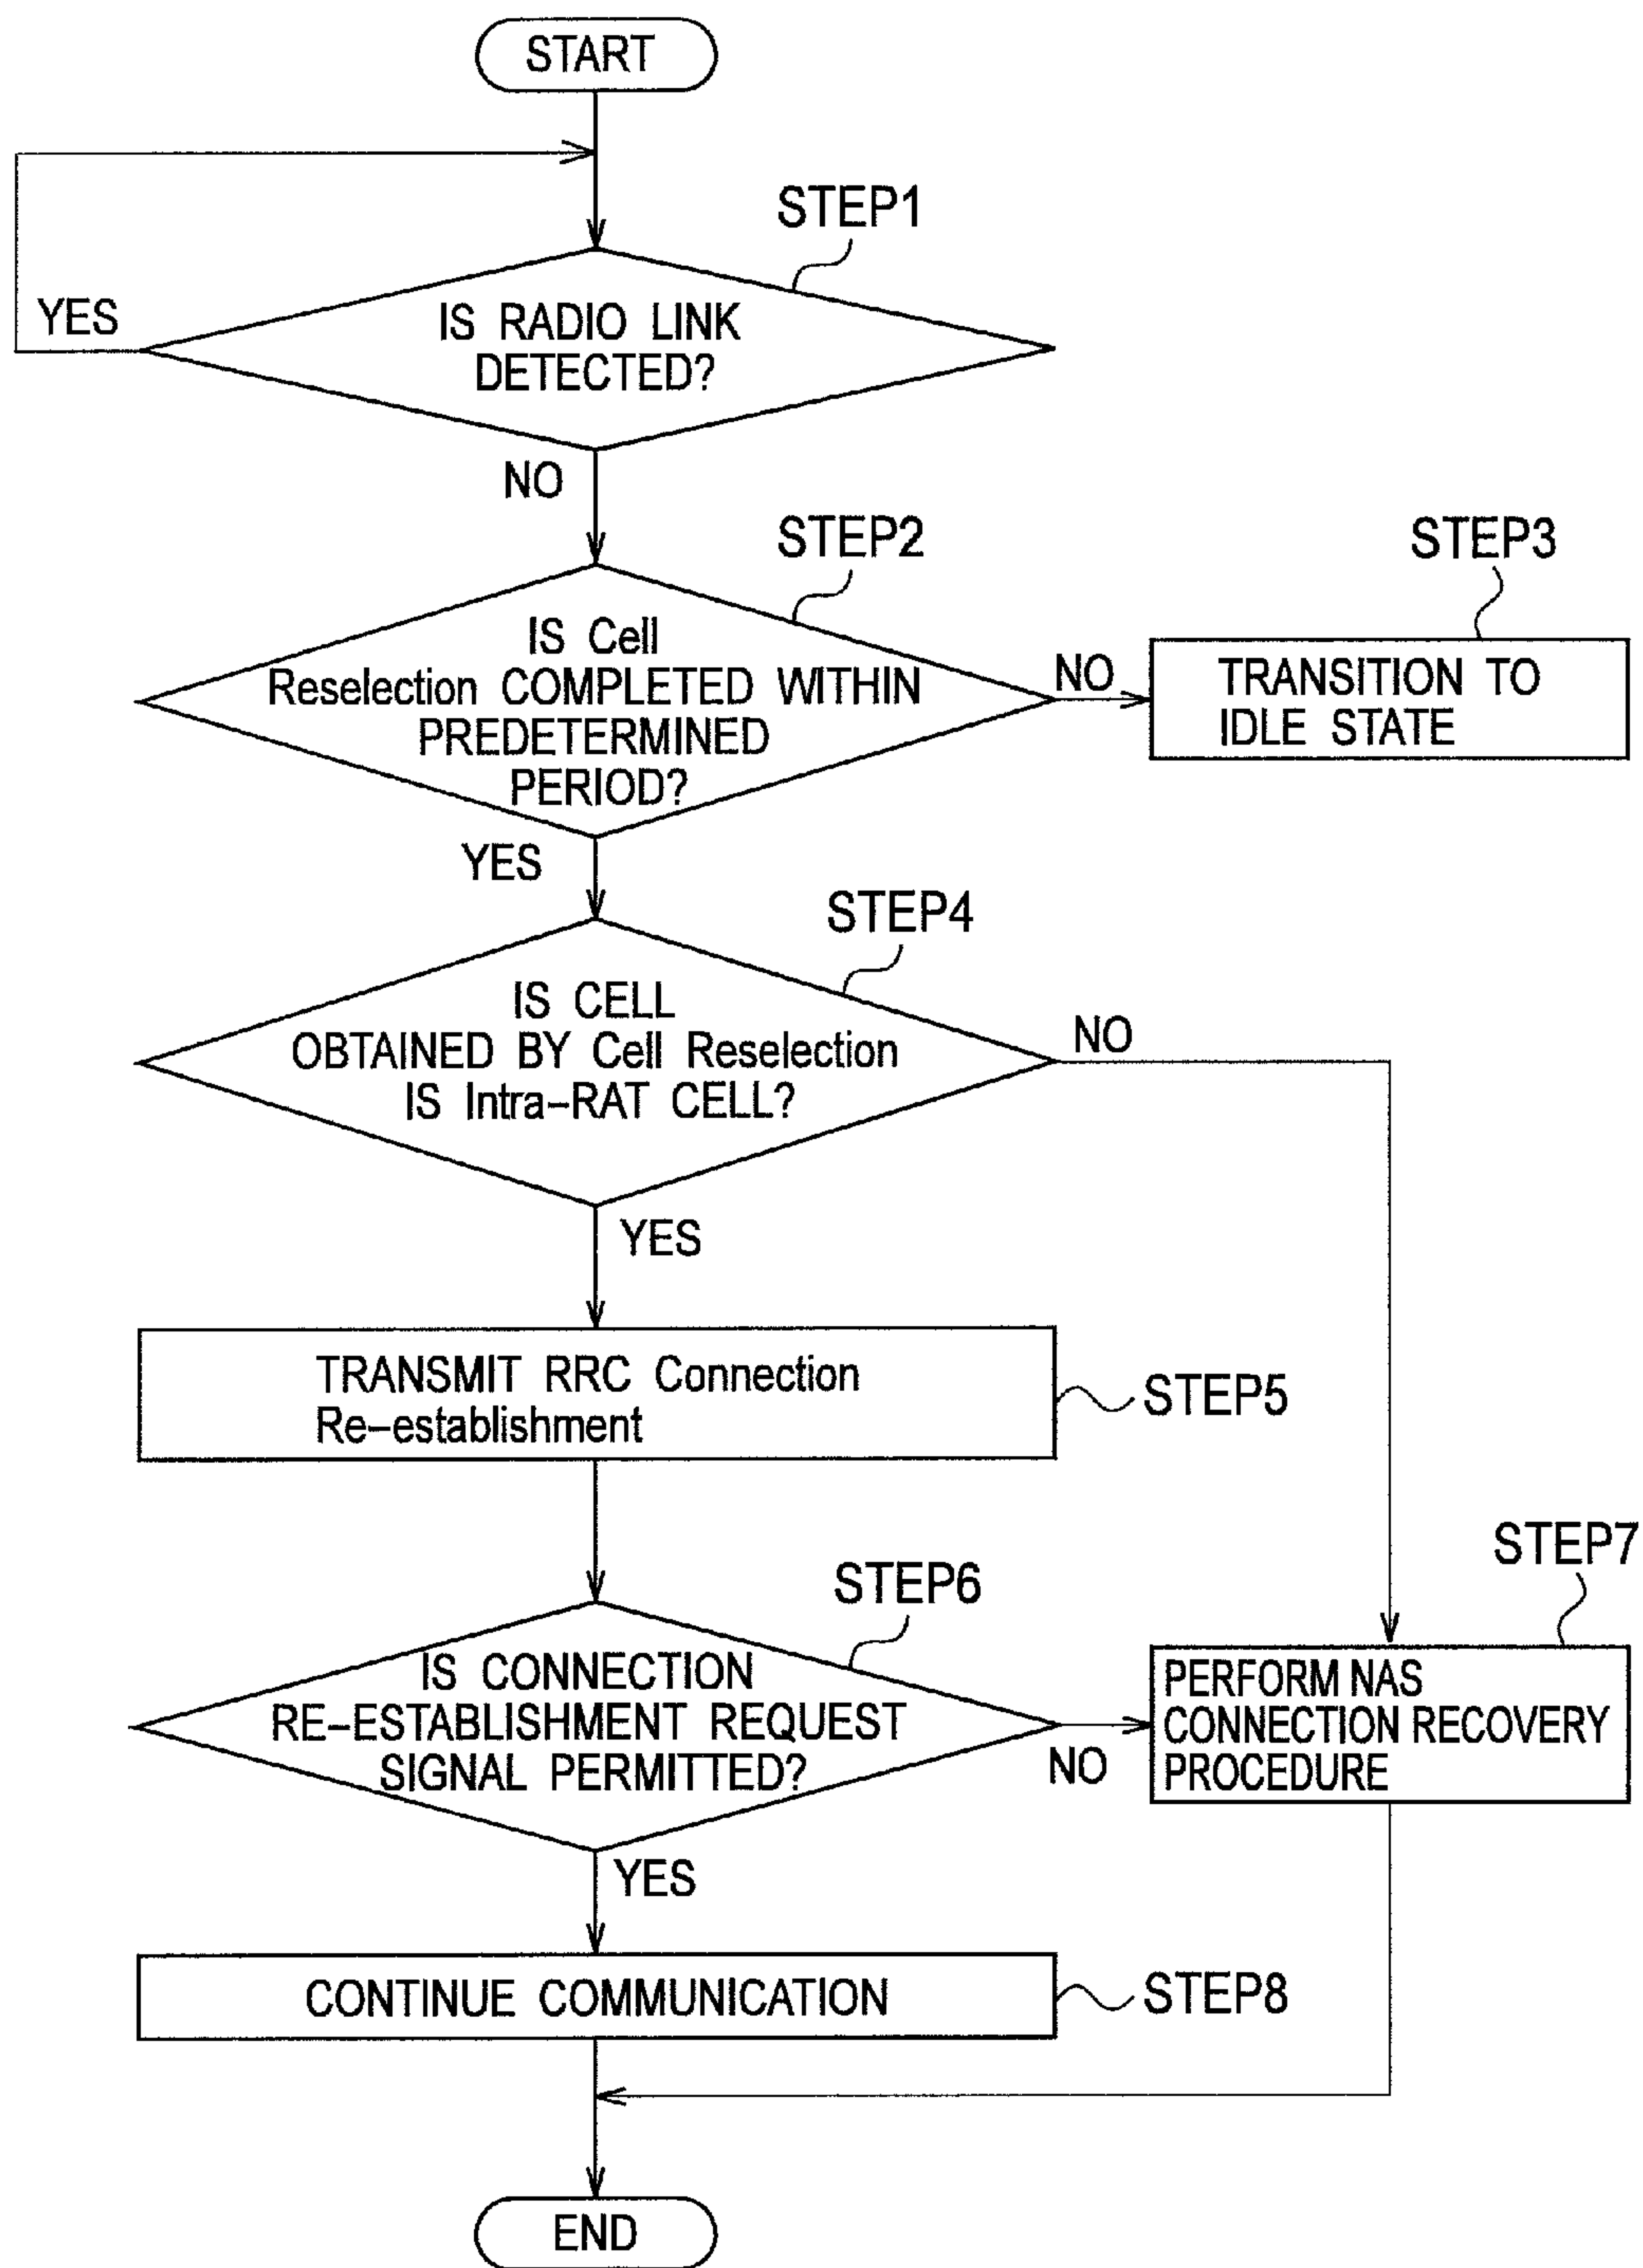 START
STEP1
YES
IS RADIO LINK
DETECTED?
NO
STEP2
STEP3
IS Cell
Reselection COMPLETED WITHIN
PREDETERMINED
PERIOD?
NO
TRANSITION TO
IDLE STATE
YES
STEP4
IS CELL
OBTAINED BY Cell Reselection
IS Intra-RAT CELL?
NO
YES
TRANSMIT RRC Connection
Re-establishment
STEP5
STEP6
STEP7
IS CONNECTION
RE-ESTABLISHMENT REQUEST
SIGNAL PERMITTED?
NO
PERFORM NAS
CONNECTION RECOVERY
PROCEDURE
YES
CONTINUE COMMUNICATION
STEP8
END